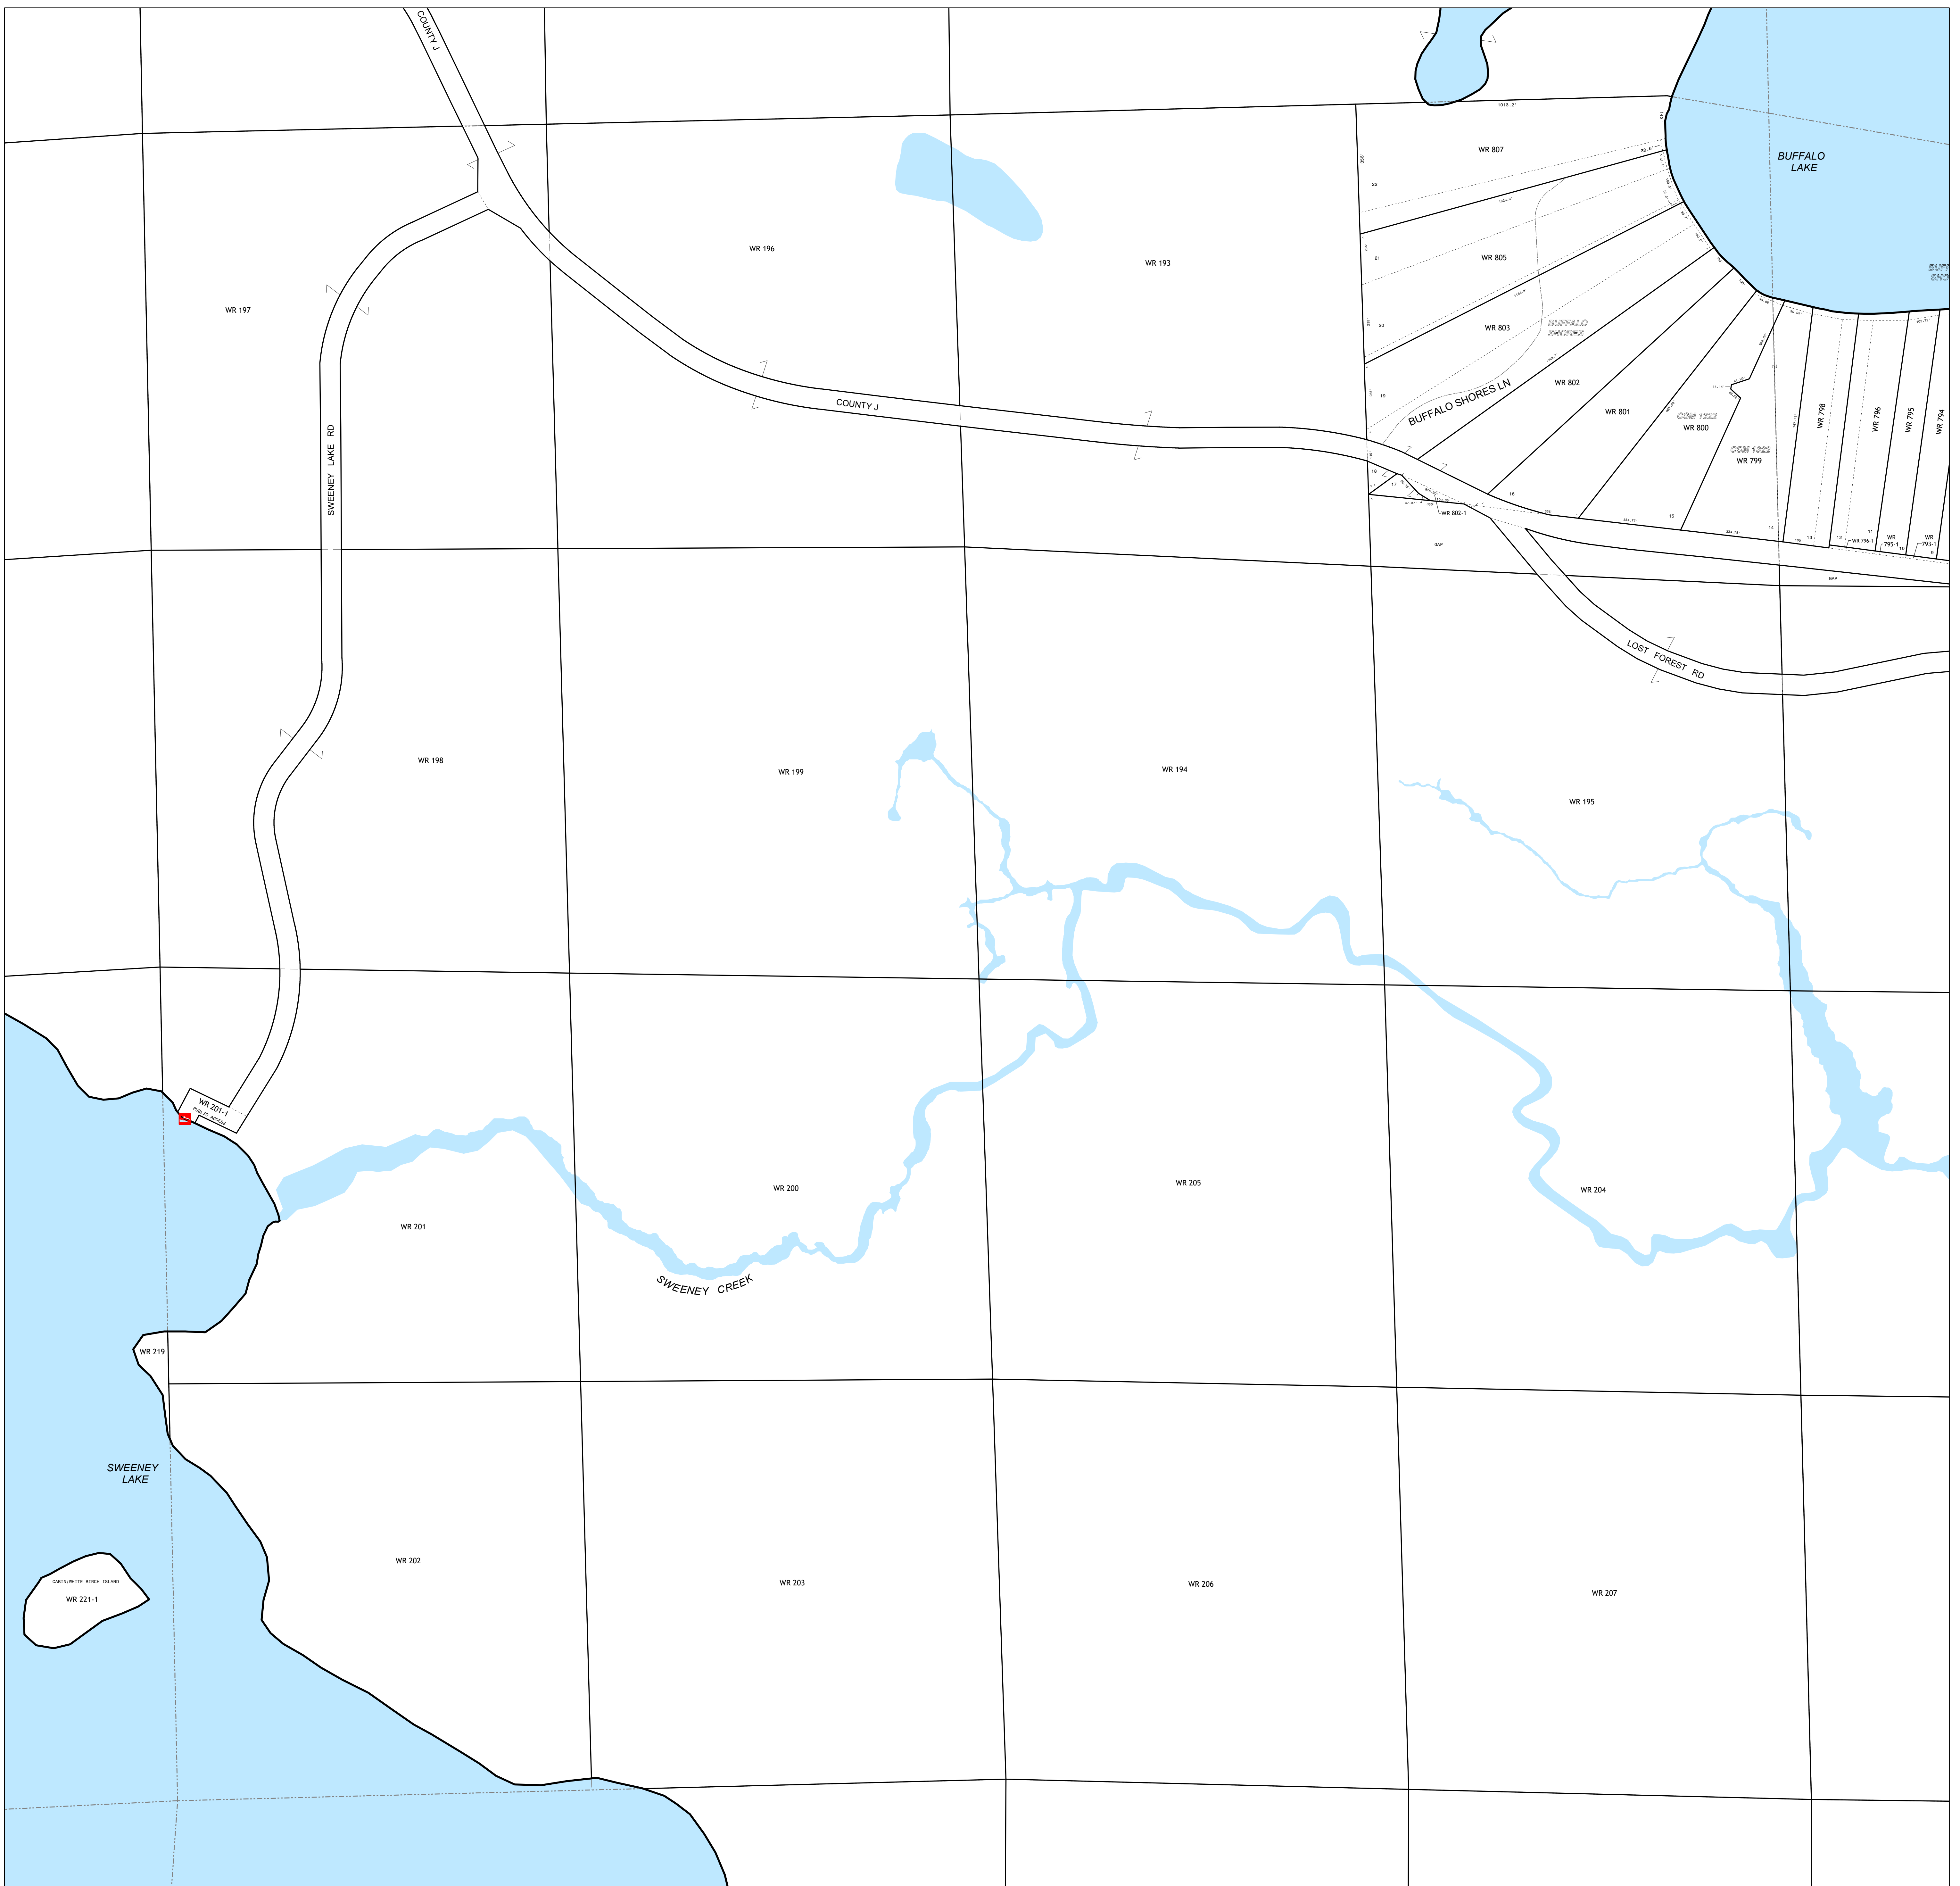 COUNTY J
1013.2'
WR 807
38.6'
22
BUFFALO
LAKE
WR 196
WR 193
21
WR 805
WR 197
20
WR 803
BUFFALO
SHORES
BUFF
SHO
WR 802
19
BUFFALO SHORES LN
WR 801
CSM 1322
WR 800
CSM 1322
WR 799
WR 798
WR 796
WR 795
WR 794
COUNTY J
SWEENEY LAKE RD
18
17
16
WR 802-1
15
14
13
12
11
10
9
WR 796-1
WR
795-1
WR
793-1
GAP
GAP
LOST FOREST RD
WR 198
WR 199
WR 194
WR 195
WR 201-1
PUBLIC ACCESS
WR 200
WR 205
WR 204
WR 201
SWEENEY CREEK
WR 219
SWEENEY
LAKE
WR 202
WR 203
WR 206
WR 207
CABIN/WHITE BIRCH ISLAND
WR 221-1